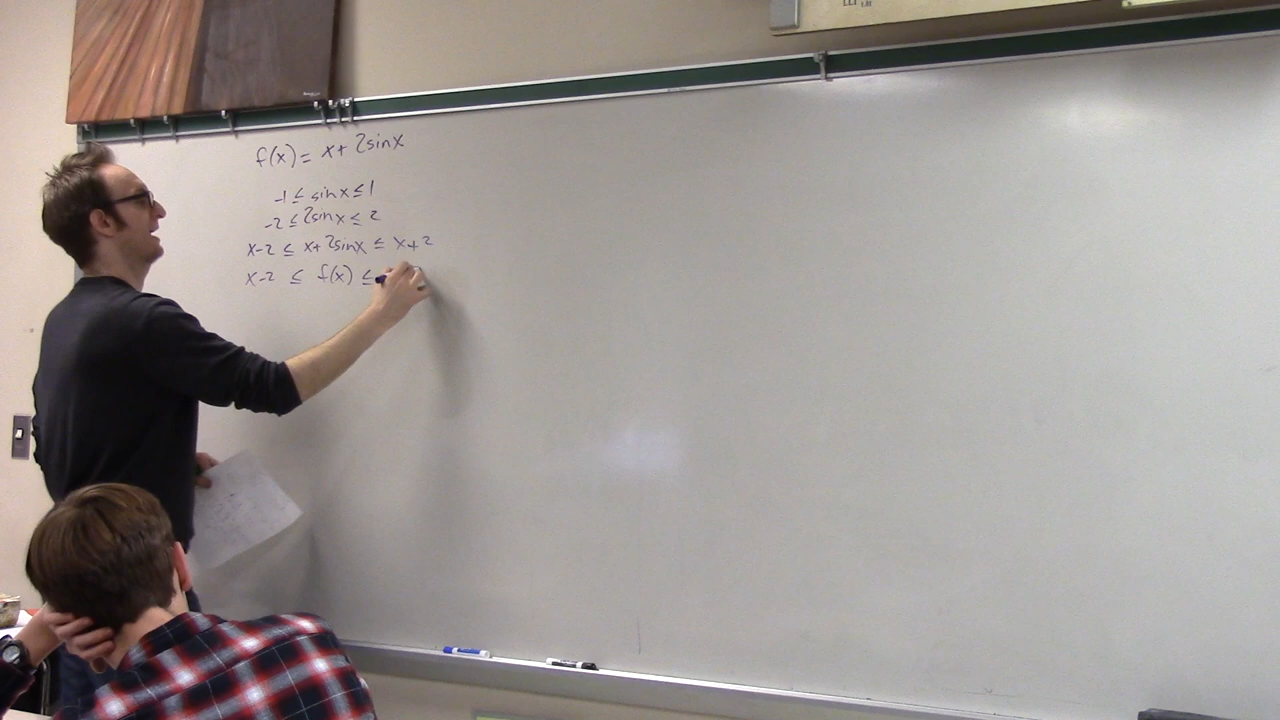 f(x) = x + 2sinx
-1 ≤ sinx ≤ 1
-2 ≤ 2sinx ≤ 2
x-2 ≤ x+2sinx ≤ x+2
x-2 ≤ f(x) ≤